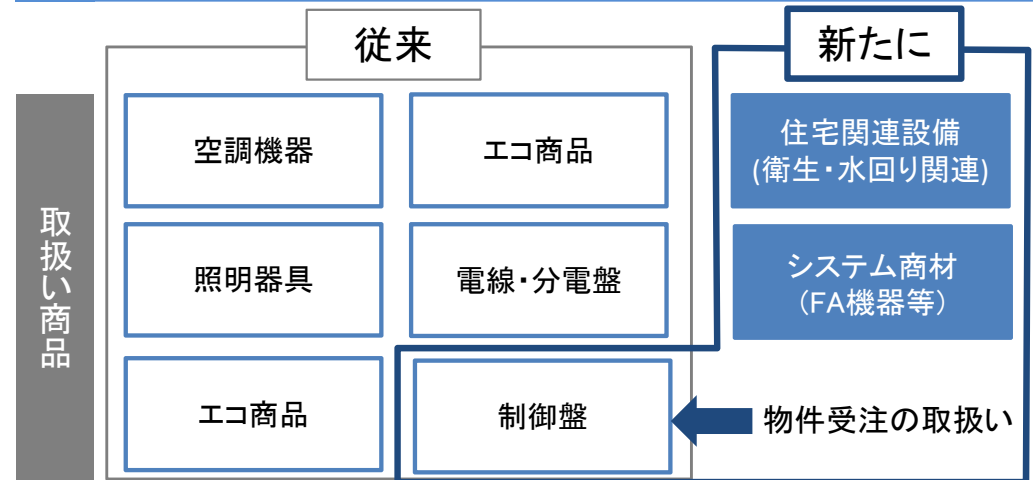 従来
新たに
取扱い商品
空調機器
エコ商品
住宅関連設備
(衛生・水回り関連)
照明器具
電線・分電盤
システム商材
(FA機器等)
エコ商品
制御盤
物件受注の取扱い